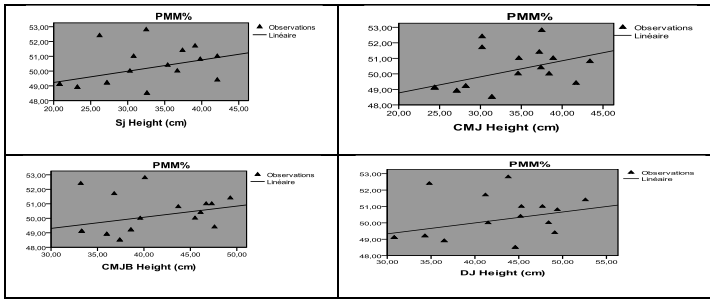 PMM%
53,00
52,00
51,00
50,00
49,00
48,00
20,00 25,00 30,00 35,00 40,00 45,00
Sj Height (cm)
Observations
Linéaire
PMM%
53,00
52,00
51,00
50,00
49,00
48,00
20,00 25,00 30,00 35,00 40,00 45,00
CMJ Height (cm)
Observations
Linéaire
PMM%
53,00
52,00
51,00
50,00
49,00
48,00
30,00 35,00 40,00 45,00 50,00
CMJB Height (cm)
Observations
Linéaire
PMM%
53,00
52,00
51,00
50,00
49,00
48,00
30,00 35,00 40,00 45,00 50,00 55,00
DJ Height (cm)
Observations
Linéaire